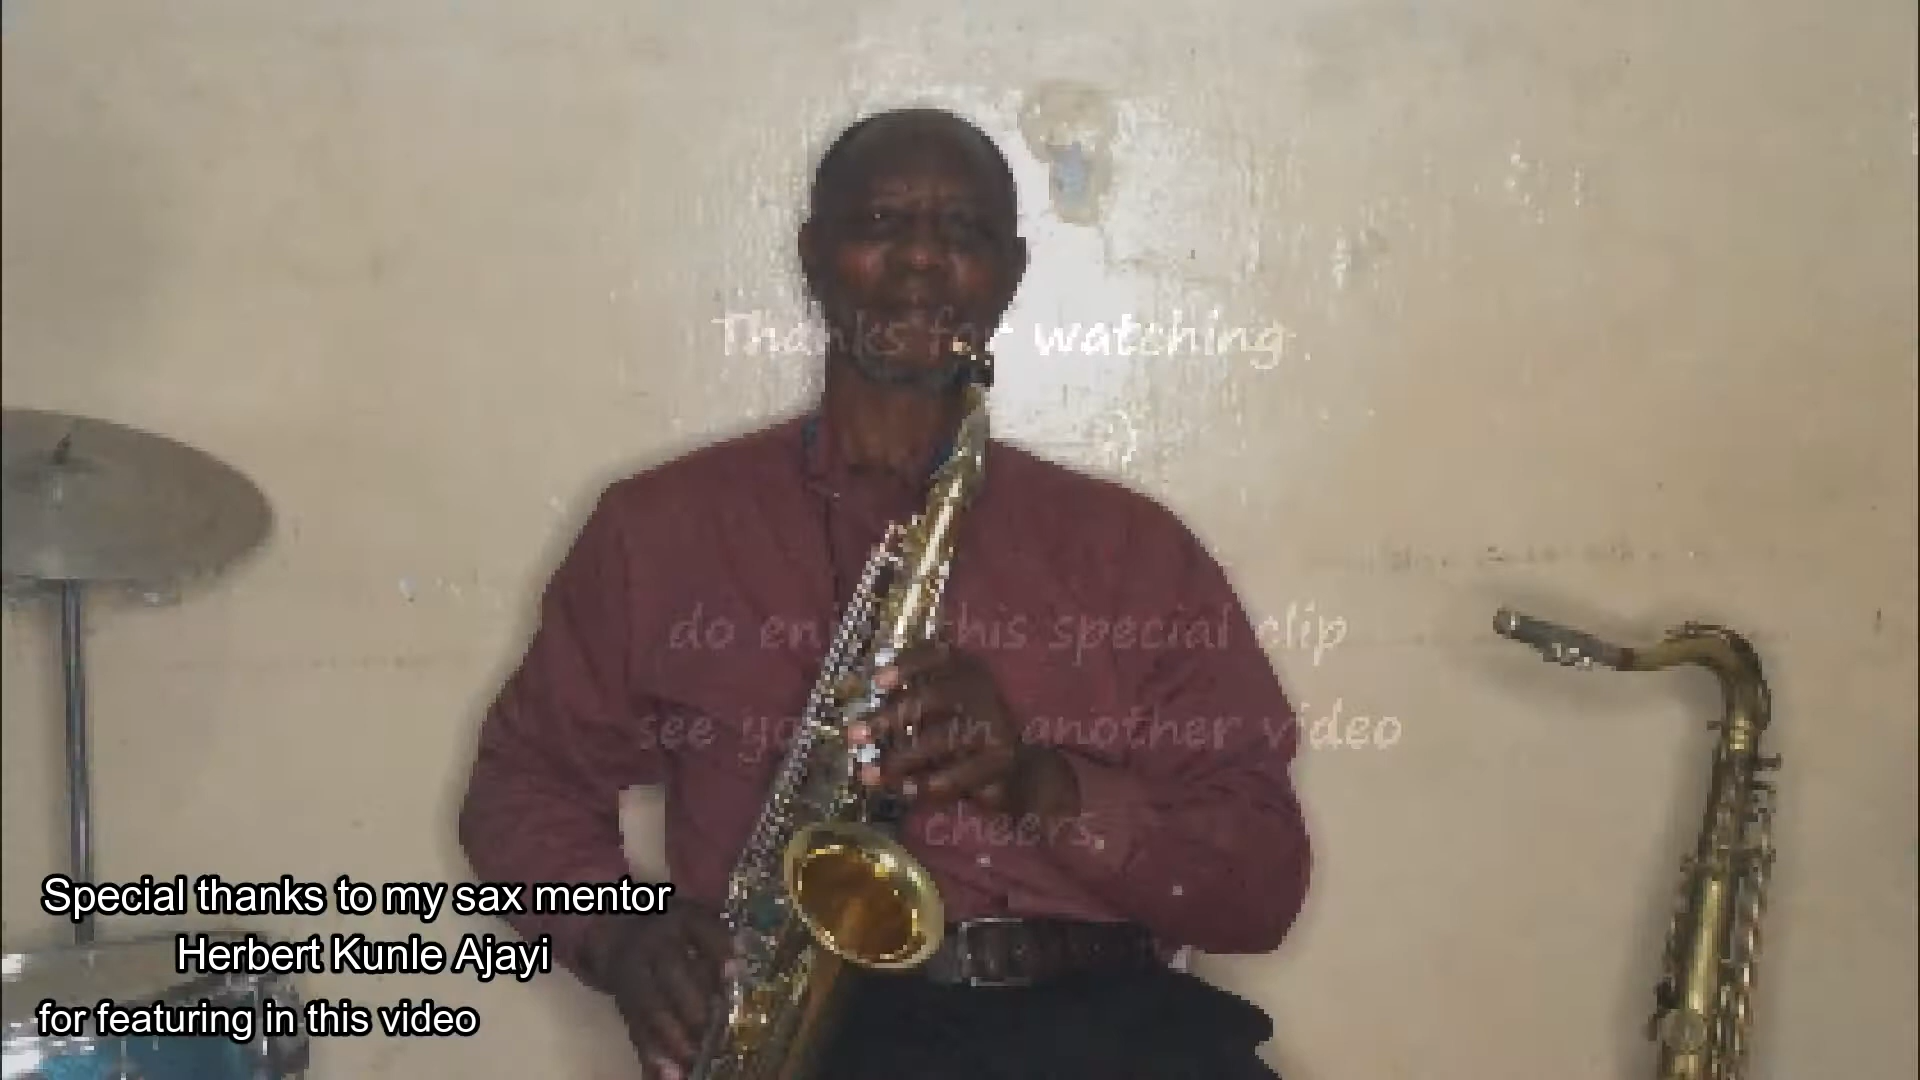 Thanks for watching
:)
do enjoy this special clip
see you all in another video
cheers.
Special thanks to my sax mentor
Herbert Kunle Ajayi
for featuring in this video